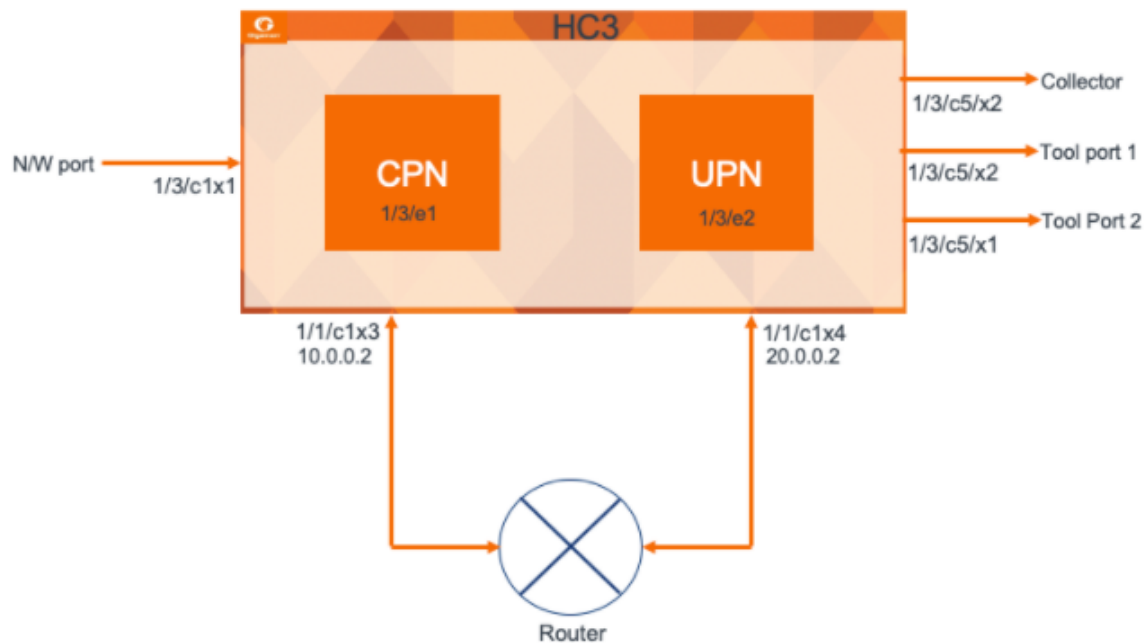 HC3
Collector
1/3/c5/x2
N/W port
1/3/c1x1
CPN
1/3/e1
UPN
1/3/e2
Tool port 1
1/3/c5/x2
Tool Port 2
1/3/c5/x1
1/1/c1x3
10.0.0.2
1/1/c1x4
20.0.0.2
Router